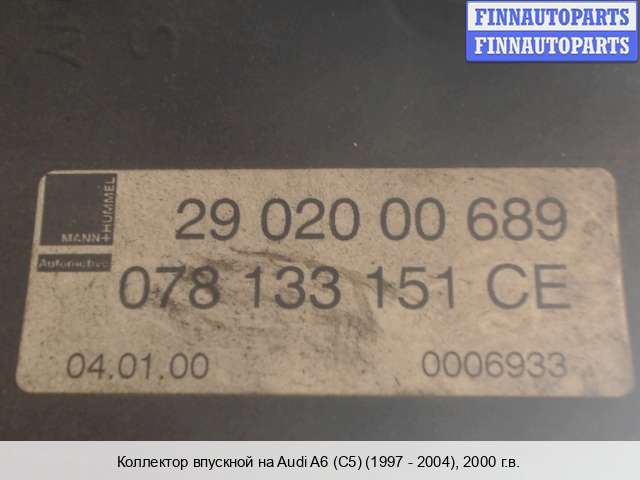 FINNAUTOPARTS
FINNAUTOPARTS
MANN+
HUMMEL
Automotive
29 020 00 689
078 133 151 CE
04.01.00 0006933
Коллектор впускной на Audi A6 (C5) (1997 - 2004), 2000 г.в.